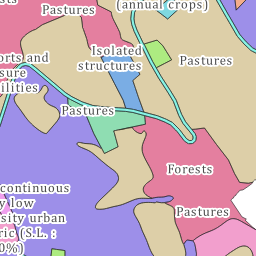 Pastures
(annual crops)
Isolated
structures
Pastures
orts and
sure
ilities
Pastures
Forests
continuous
y low
sity urban
ric (S.L. :
0%)
Pastures